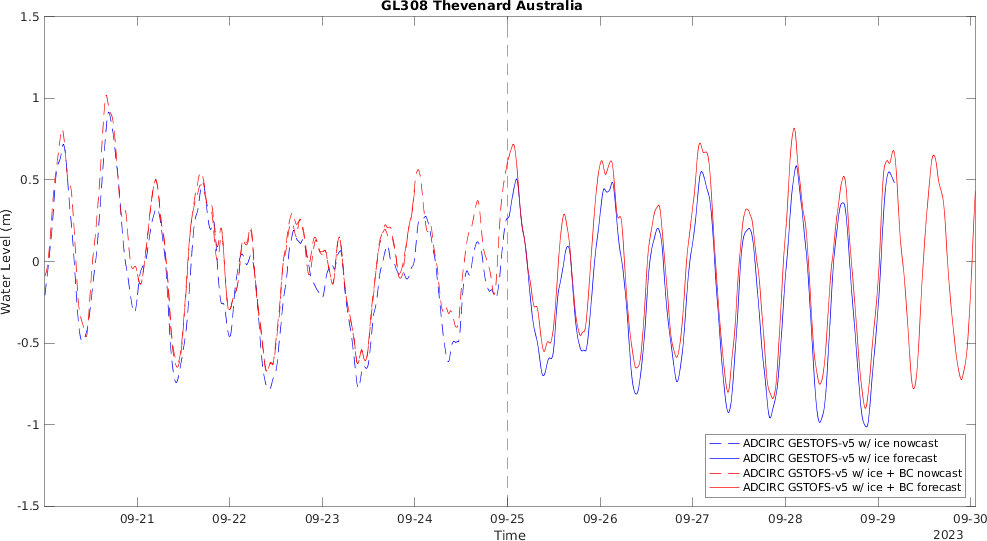 GL308 Thevenard Australia
1.5
1
0.5
0
-0.5
-1
-1.5
Water Level (m)
ADCIRC GESTOFS-v5 w/ ice nowcast
ADCIRC GESTOFS-v5 w/ ice forecast
ADCIRC GSTOFS-v5 w/ ice + BC nowcast
ADCIRC GSTOFS-v5 w/ ice + BC forecast
09-21 09-22 09-23 09-24 09-25 09-26 09-27 09-28 09-29 09-30
Time
2023